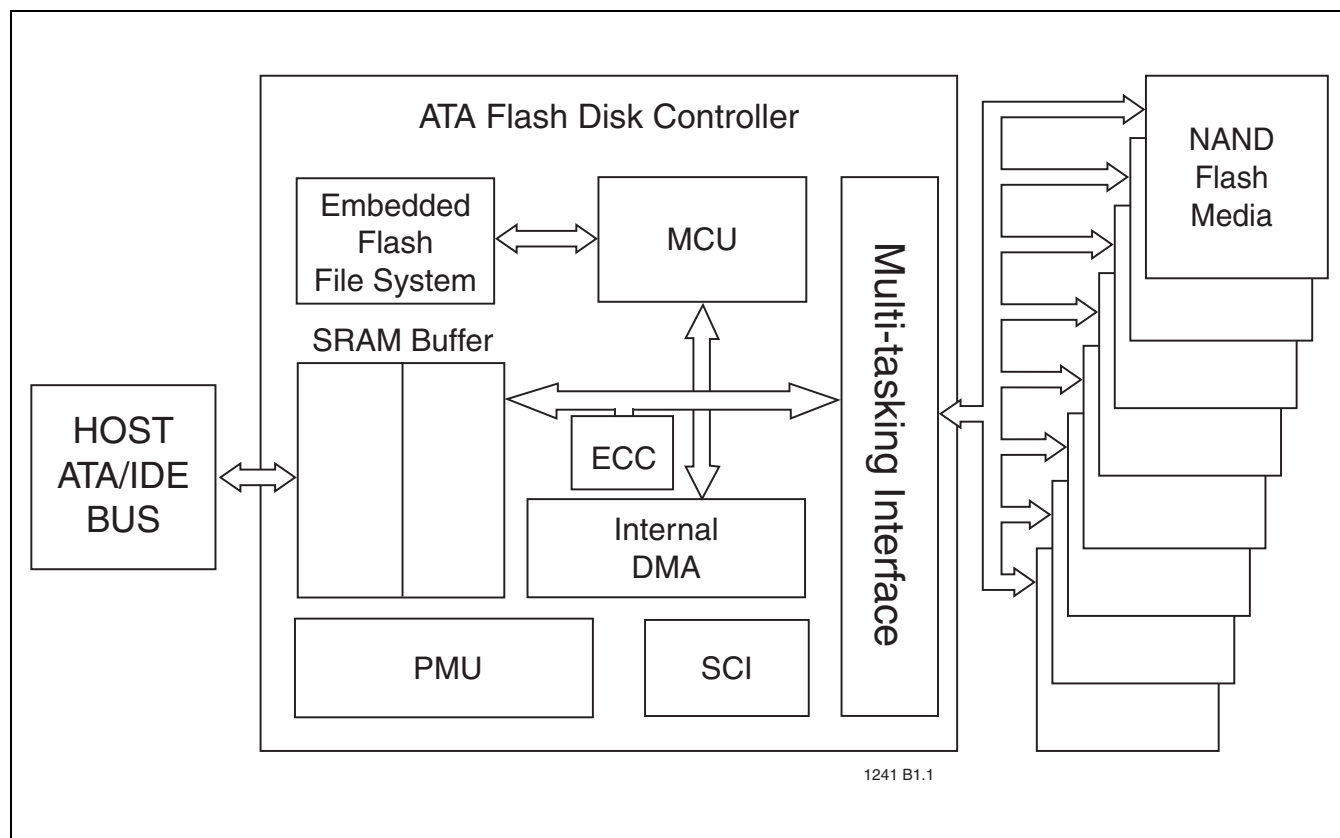 ATA Flash Disk Controller
Embedded
Flash
File System
MCU
SRAM Buffer
ECC
Internal
DMA
PMU
SCI
Multi-tasking Interface
HOST
ATA/IDE
BUS
NAND
Flash
Media
1241 B1.1